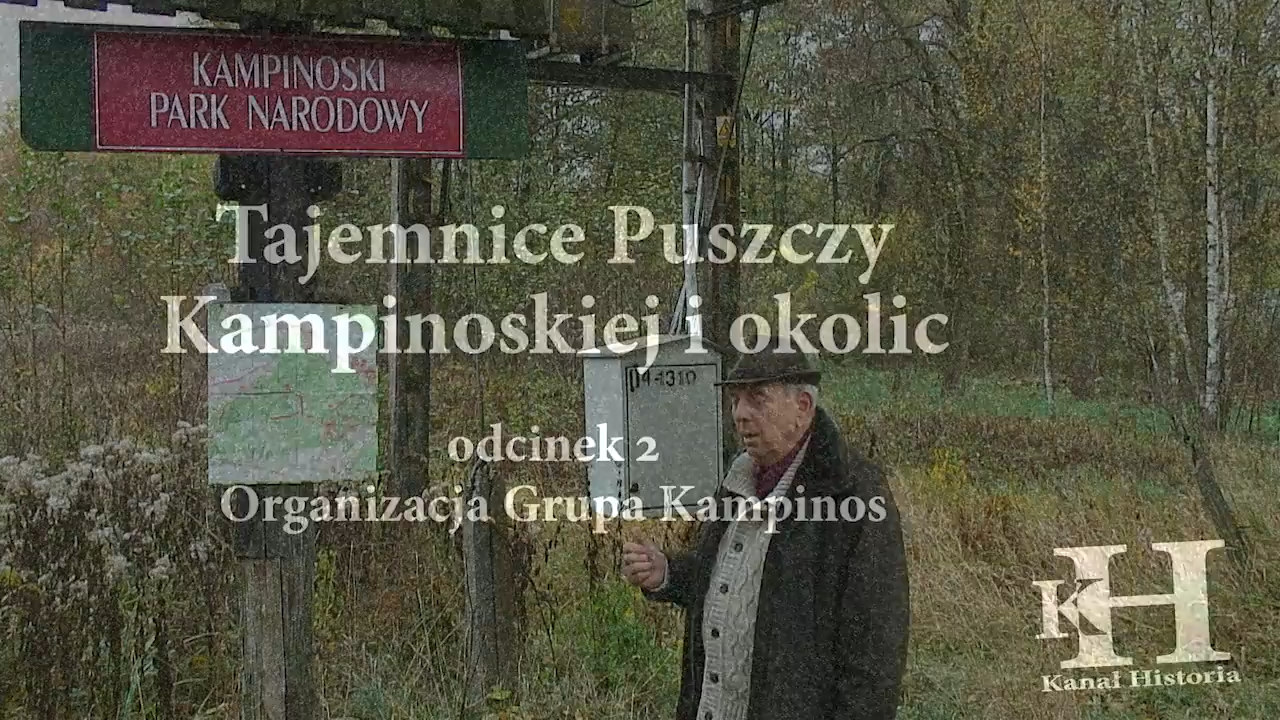 KAMPINOSKI
PARK NARODOWY
Tajemnice Puszczy
Kampinoskiej i okolic
odcinek 2
Organizacja Grupa Kampinos
KH
Kanał Historia